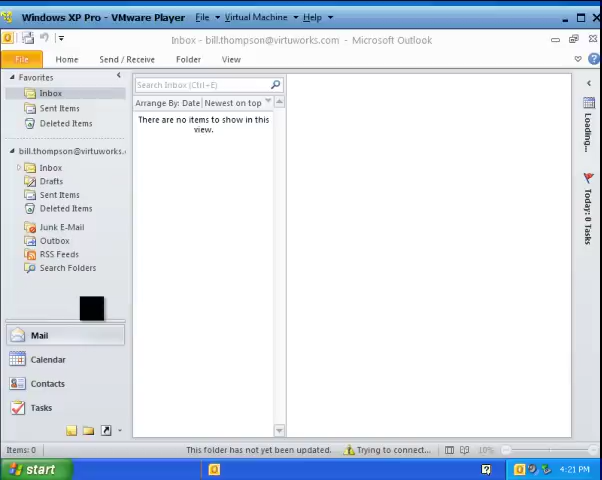 Windows XP Pro - VMware Player File Virtual Machine Help
Inbox - bill.thompson@virtuworks.com - Microsoft Outlook
File Home Send / Receive Folder View
Favorites
Inbox
Sent Items
Deleted Items
bill.thompson@virtuworks.
Inbox
Drafts
Sent Items
Deleted Items
Junk E-Mail
Outbox
RSS Feeds
Search Folders
Mail
Calendar
Contacts
Tasks
Search Inbox (Ctrl+E)
Arrange By: Date Newest on top
There are no items to show in this
view.
Loading...
Today: 0 Tasks
Items: 0 This folder has not yet been updated. Trying to connect... 10%
start 4:21 PM